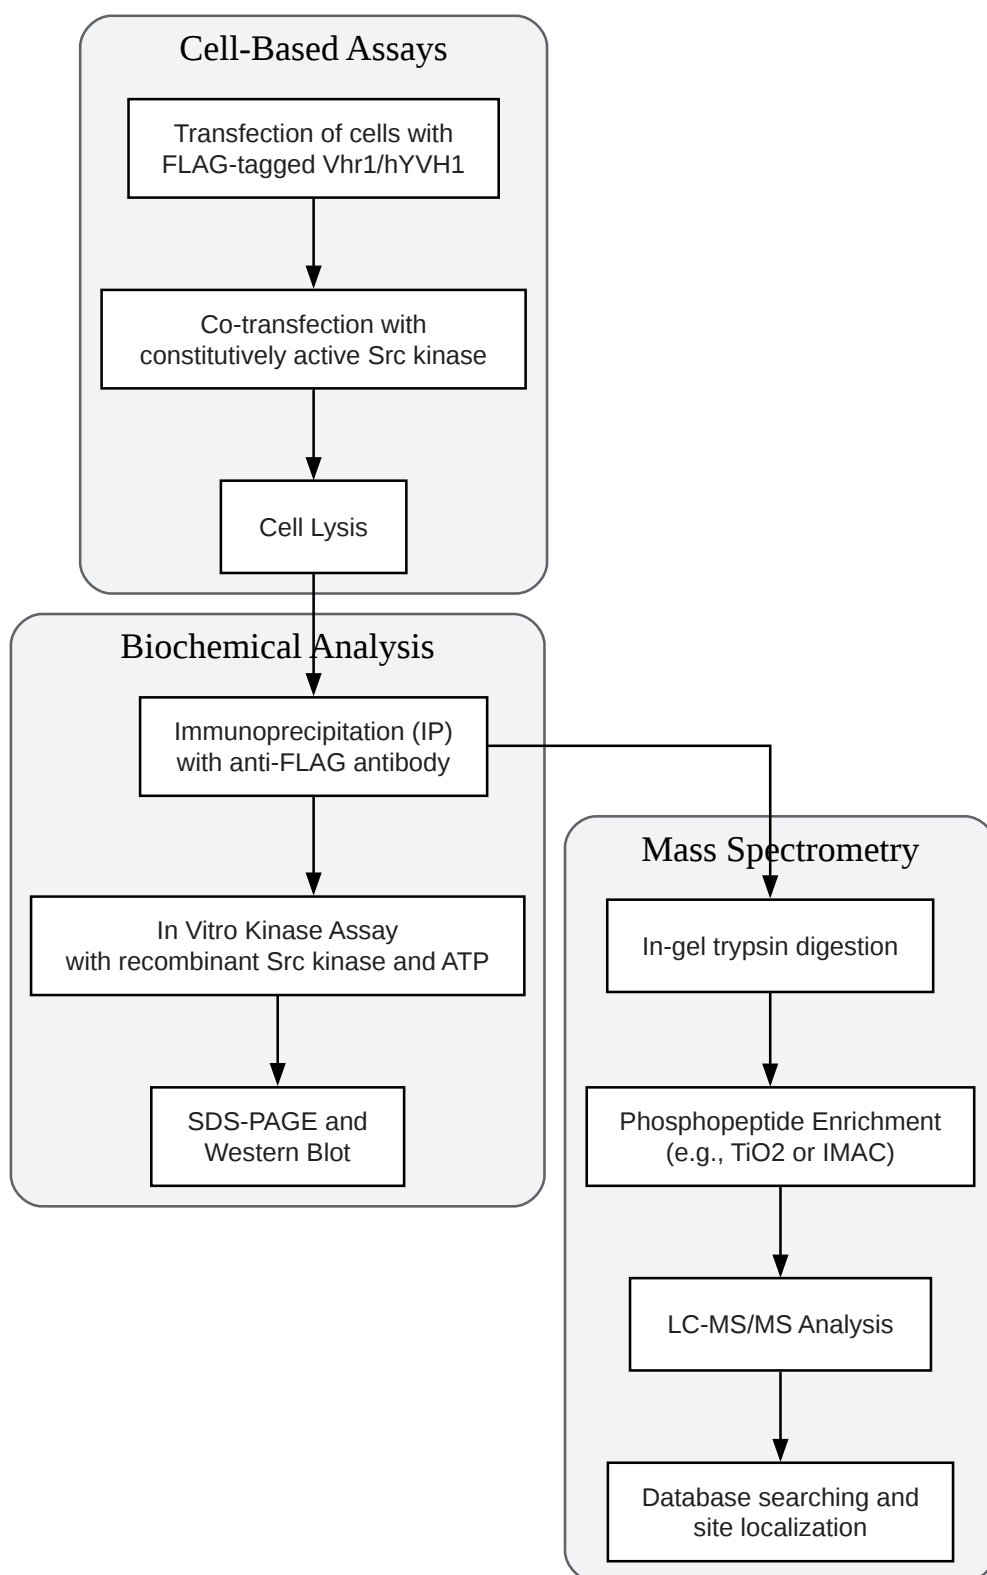 Cell-Based Assays
Transfection of cells with
FLAG-tagged Vhr1/hYVH1
Co-transfection with
constitutively active Src kinase
Cell Lysis
Biochemical Analysis
Immunoprecipitation (IP)
with anti-FLAG antibody
In Vitro Kinase Assay
with recombinant Src kinase and ATP
SDS-PAGE and
Western Blot
Mass Spectrometry
In-gel trypsin digestion
Phosphopeptide Enrichment
(e.g., TiO2 or IMAC)
LC-MS/MS Analysis
Database searching and
site localization